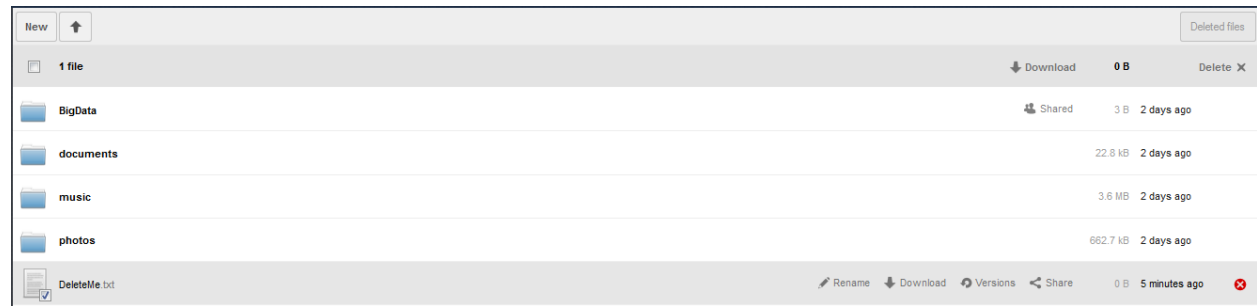 New Deleted files
1 file Download 0 B Delete
BigData Shared 3 B 2 days ago
documents 22.8 kB 2 days ago
music 3.6 MB 2 days ago
photos 662.7 kB 2 days ago
DeleteMe.txt Rename Download Versions Share 0 B 5 minutes ago